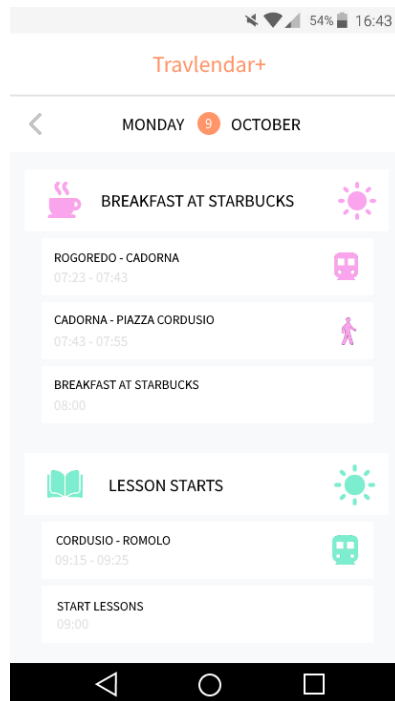 54% 16:43
Travlendar+
MONDAY 9 OCTOBER
BREAKFAST AT STARBUCKS
ROGOREDO - CADORNA
07:23 - 07:43
CADORNA - PIAZZA CORDUSIO
07:43 - 07:55
BREAKFAST AT STARBUCKS
08:00
LESSON STARTS
CORDUSIO - ROMOLO
09:15 - 09:25
START LESSONS
09:00